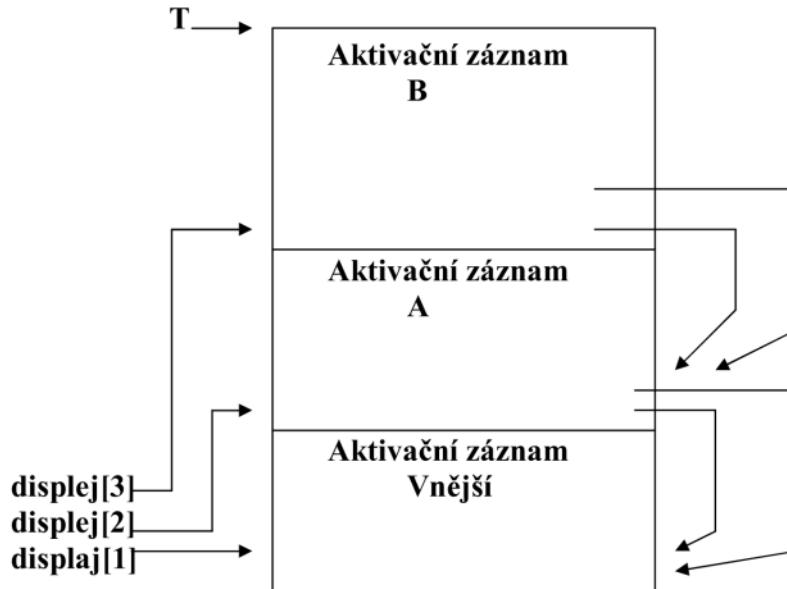 T
Aktivační záznam
B
Aktivační záznam
A
Aktivační záznam
Vnější
displej[3]
displej[2]
displaj[1]